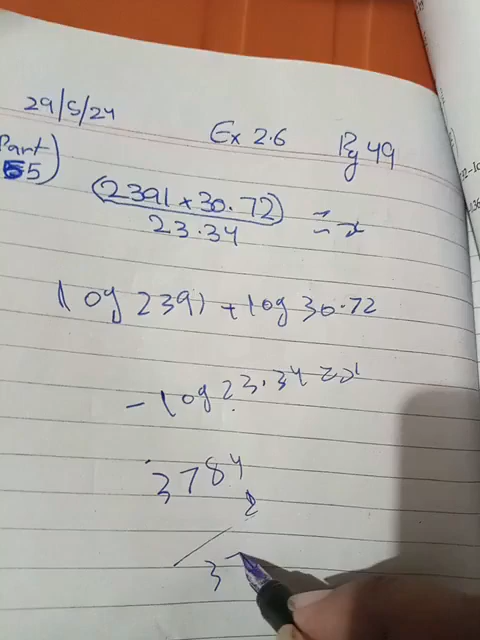 29/5/24
Ex 2.6 Pg 49
Part
5)
(2391 x 30.72)
23.34
= x
log 2391 + log 30.72
- log 23.34 = x
3784
3